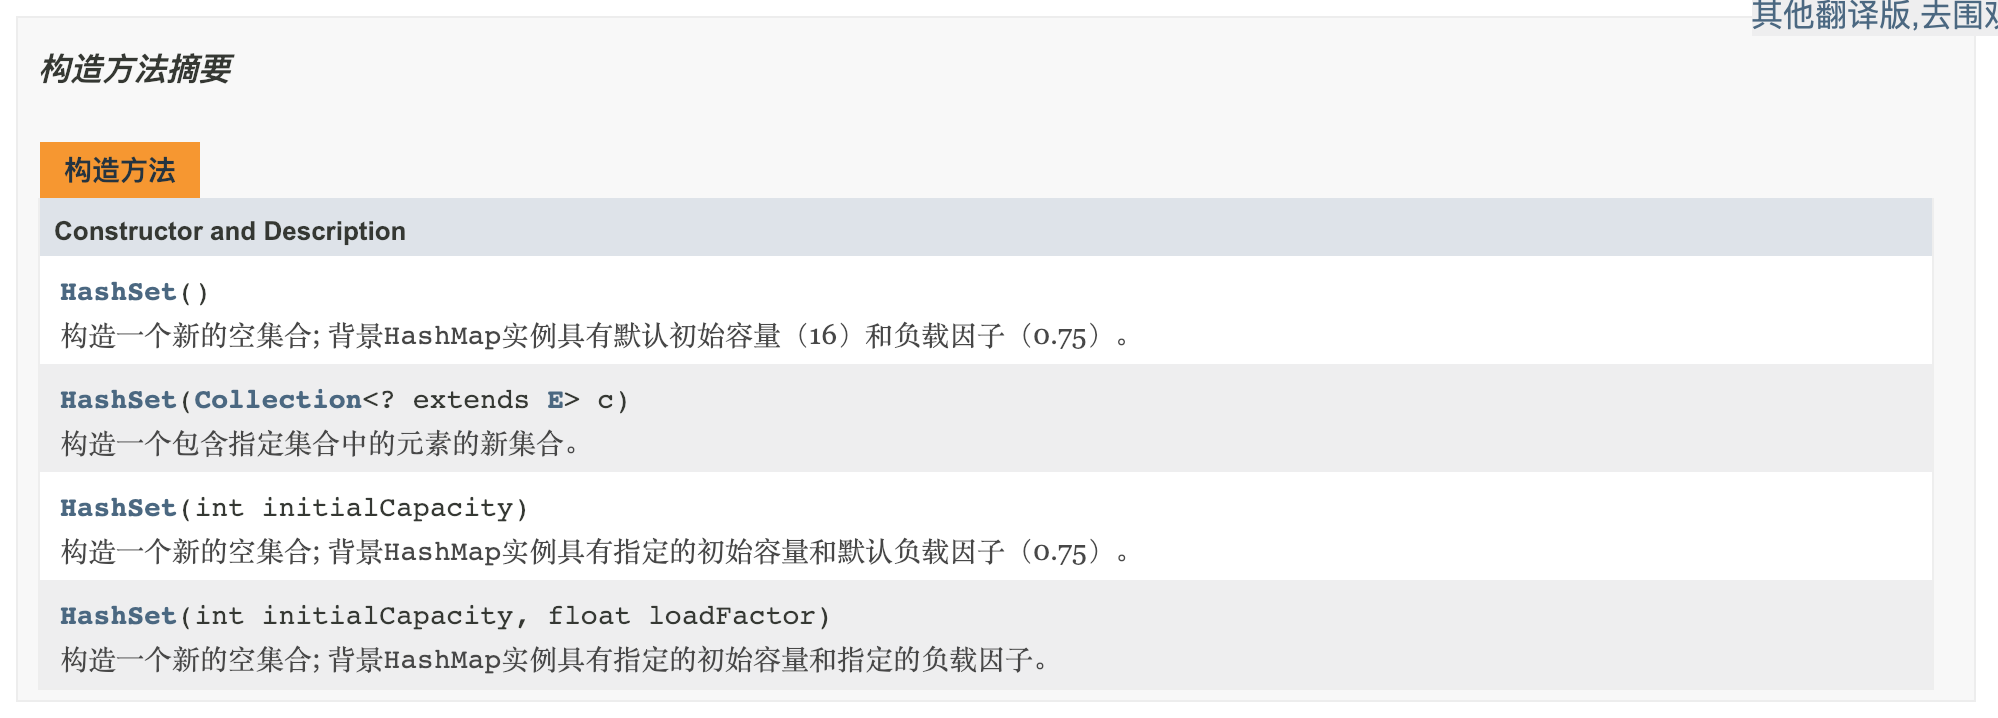 其他翻译版,去围观
构造方法摘要
构造方法
Constructor and Description
HashSet()
构造一个新的空集合; 背景HashMap实例具有默认初始容量（16）和负载因子（0.75）。
HashSet(Collection<? extends E> c)
构造一个包含指定集合中的元素的新集合。
HashSet(int initialCapacity)
构造一个新的空集合; 背景HashMap实例具有指定的初始容量和默认负载因子（0.75）。
HashSet(int initialCapacity, float loadFactor)
构造一个新的空集合; 背景HashMap实例具有指定的初始容量和指定的负载因子。